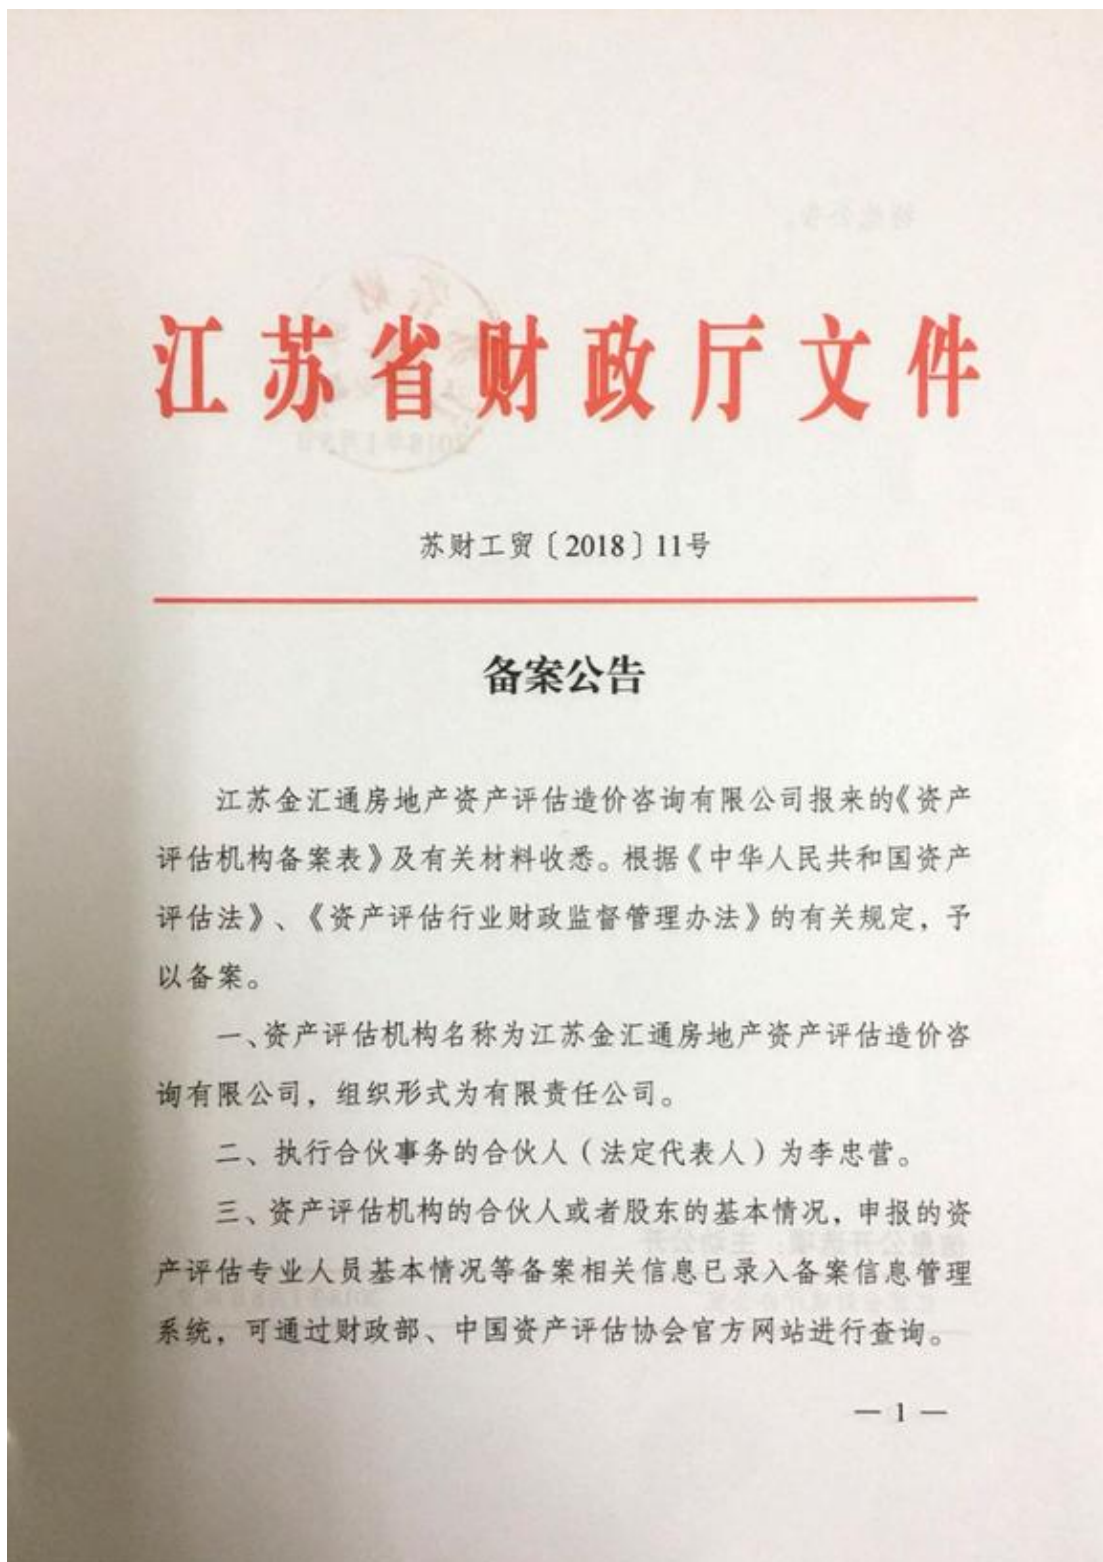 江苏省财政厅文件
苏财工贸〔2018〕11号
备案公告
江苏金汇通房地产资产评估造价咨询有限公司报来的《资产
评估机构备案表》及有关材料收悉。根据《中华人民共和国资产
评估法》、《资产评估行业财政监督管理办法》的有关规定，予
以备案。
一、资产评估机构名称为江苏金汇通房地产资产评估造价咨
询有限公司，组织形式为有限责任公司。
二、执行合伙事务的合伙人（法定代表人）为李忠营。
三、资产评估机构的合伙人或者股东的基本情况，申报的资
产评估专业人员基本情况等备案相关信息已录入备案信息管理
系统，可通过财政部、中国资产评估协会官方网站进行查询。
— 1 —